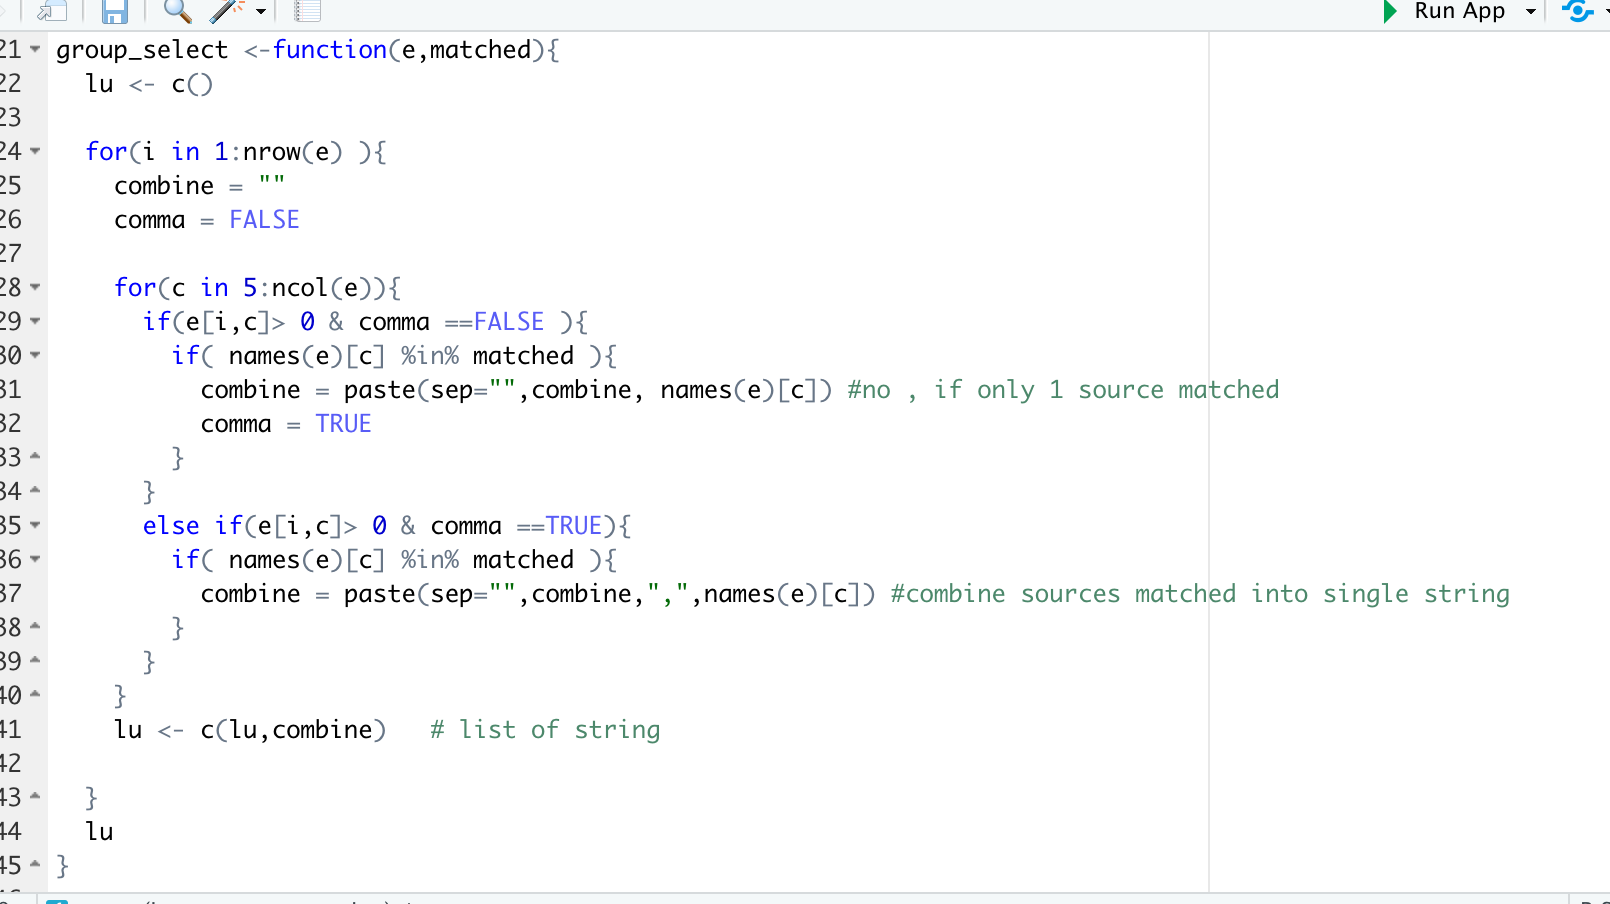 Run App
21 group_select <-function(e,matched){
22 lu <- c()
23
24 for(i in 1:nrow(e) ){
25 combine = ""
26 comma = FALSE
27
28 for(c in 5:ncol(e)){
29 if(e[i,c]> 0 & comma ==FALSE ){
30 if( names(e)[c] %in% matched ){
31 combine = paste(sep="",combine, names(e)[c]) #no , if only 1 source matched
32 comma = TRUE
33 }
34 }
35 else if(e[i,c]> 0 & comma ==TRUE){
36 if( names(e)[c] %in% matched ){
37 combine = paste(sep="",combine,",",names(e)[c]) #combine sources matched into single string
38 }
39 }
40 }
41 lu <- c(lu,combine) # list of string
42
43 }
44 lu
45 }